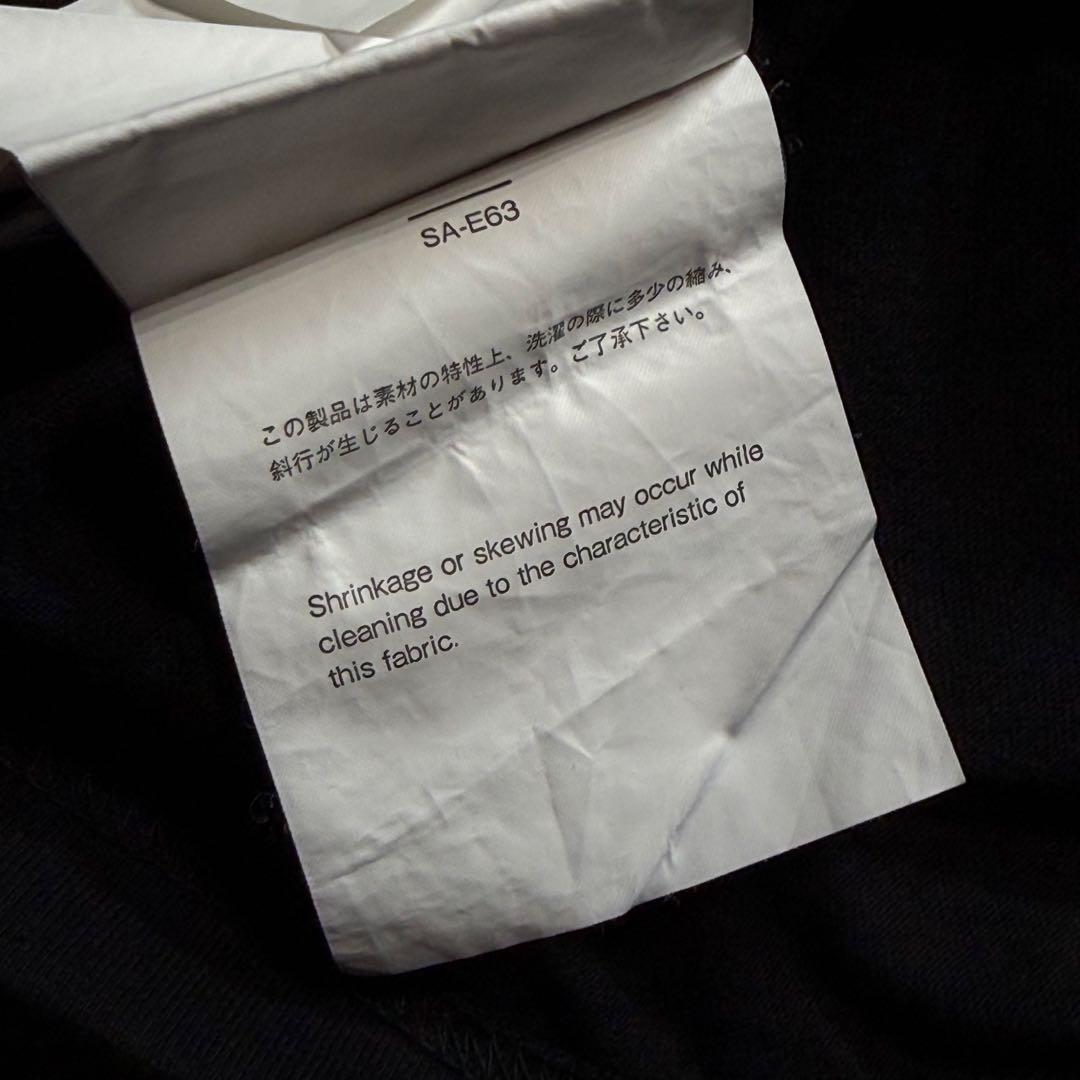 SA-E63
この製品は素材の特性上、洗濯の際に多少の縮み、
斜行が生じることがあります。ご了承下さい。
Shrinkage or skewing may occur while
cleaning due to the characteristic of
this fabric.